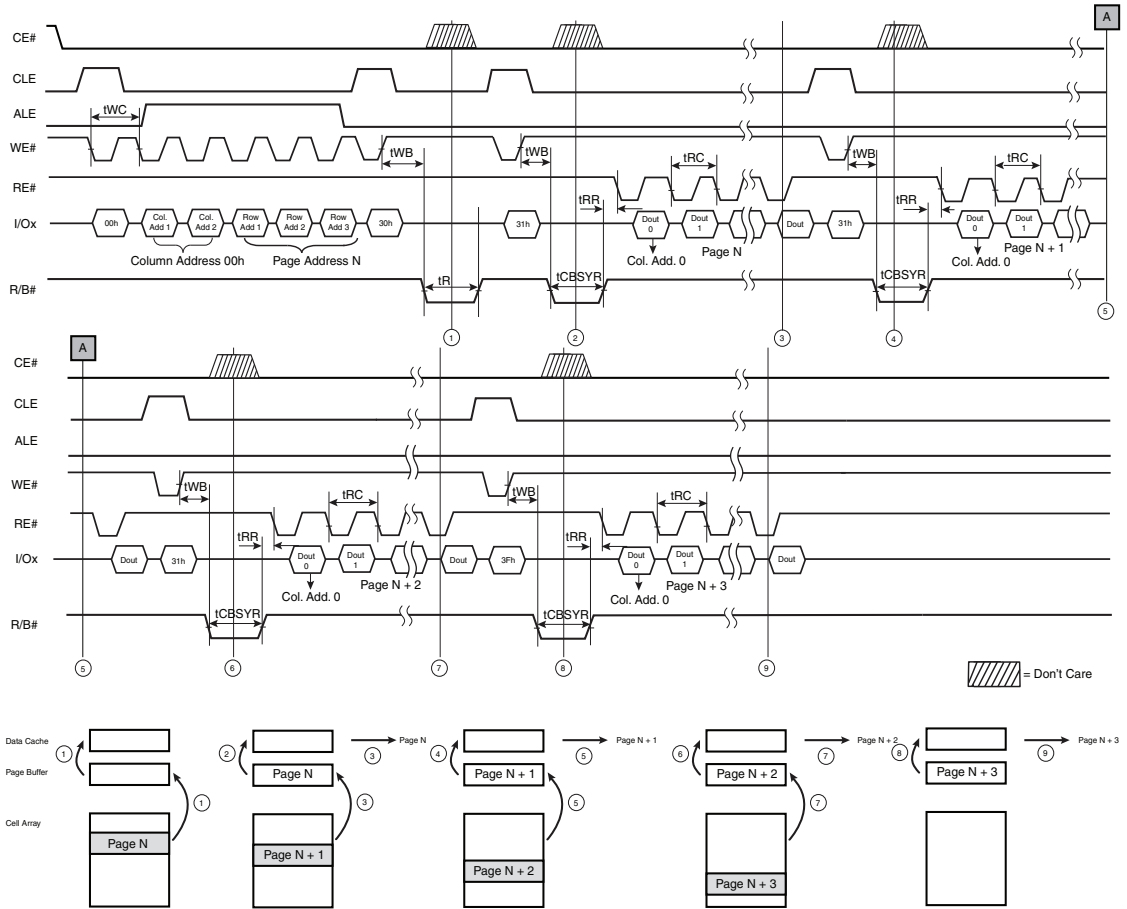 A
CE#
CLE
ALE
tWC
WE#
tWB
tWB
tWB
tRC
tRC
RE#
tRR
tRR
I/Ox
00h
Col. Add 1
Col. Add 2
Row Add 1
Row Add 2
Row Add 3
30h
31h
Dout 0
Dout 1
Dout
31h
Dout 0
Dout 1
Column Address 00h
Page Address N
Page N
Col. Add. 0
Page N + 1
Col. Add. 0
R/B#
tR
tCBSYR
tCBSYR
1
2
3
4
5
A
CE#
CLE
ALE
WE#
tWB
tWB
tRC
tRC
RE#
tRR
tRR
I/Ox
Dout
31h
Dout 0
Dout 1
Dout
3Fh
Dout 0
Dout 1
Dout
Page N + 2
Col. Add. 0
Page N + 3
Col. Add. 0
R/B#
tCBSYR
tCBSYR
5
6
7
8
9
= Don't Care
Data Cache
1
2
3
Page N
4
5
Page N + 1
6
7
Page N + 2
8
9
Page N + 3
Page Buffer
Page N
Page N + 1
Page N + 2
Page N + 3
1
3
5
7
Cell Array
Page N
Page N + 1
Page N + 2
Page N + 3